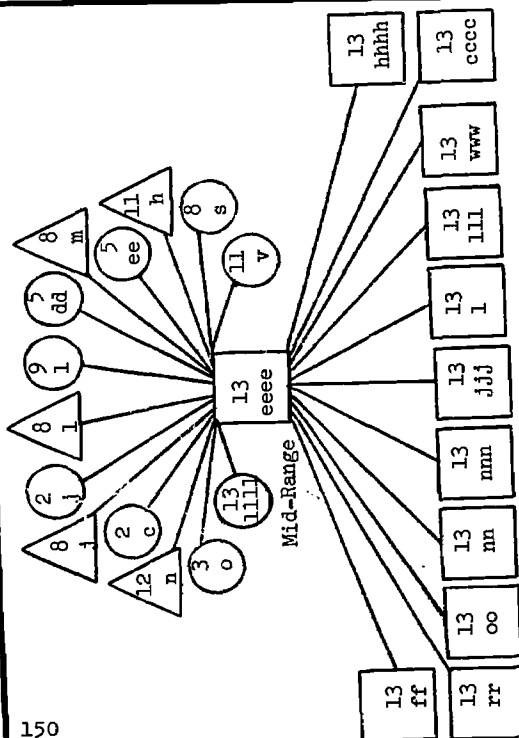 13
hhhh
13
cccc
13
www
13
lll
13
l
13
jjj
13
nnn
13
nn
13
oo
13
rr
13
ff
8
m
11
h
5
ee
8
s
5
dd
11
v
9
l
8
l
2
j
8
j
2
c
12
n
3
o
13
llll
13
eeee
Mid-Range
150